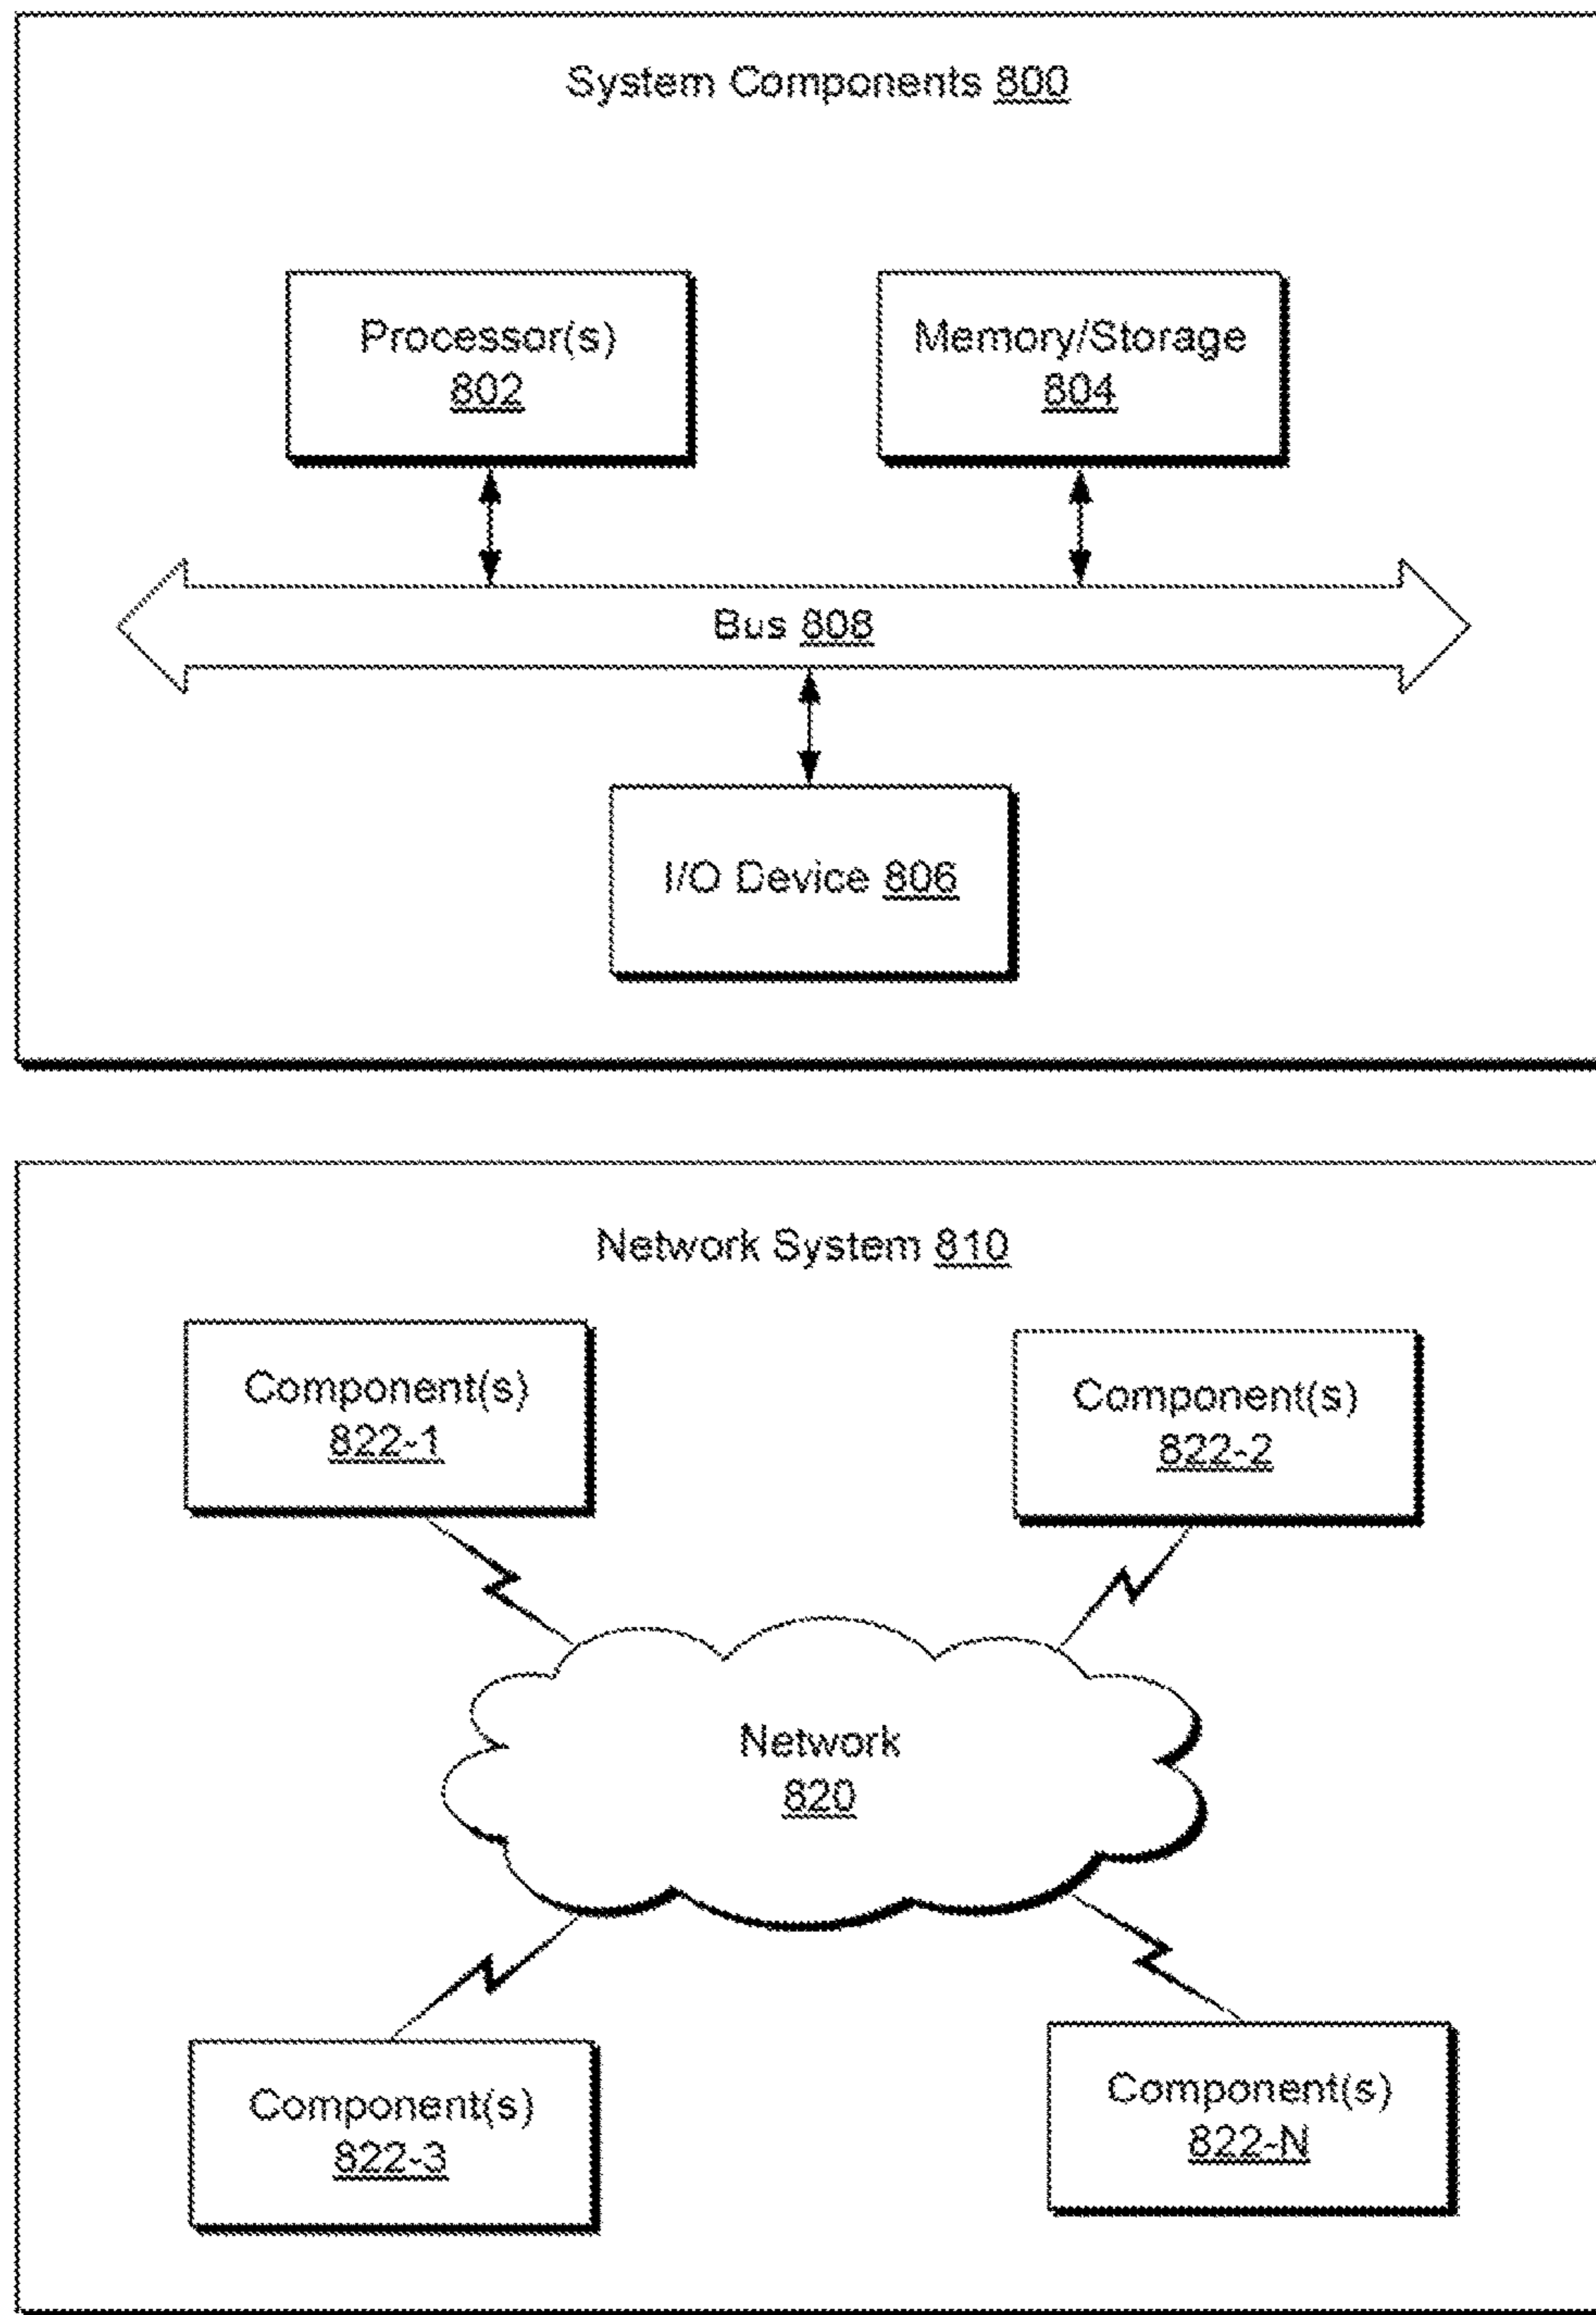 System Components 800
Processor(s)
802
Memory/Storage
804
Bus 808
I/O Device 806
Network System 810
Component(s)
822-1
Component(s)
822-2
Network
820
Component(s)
822-3
Component(s)
822-N